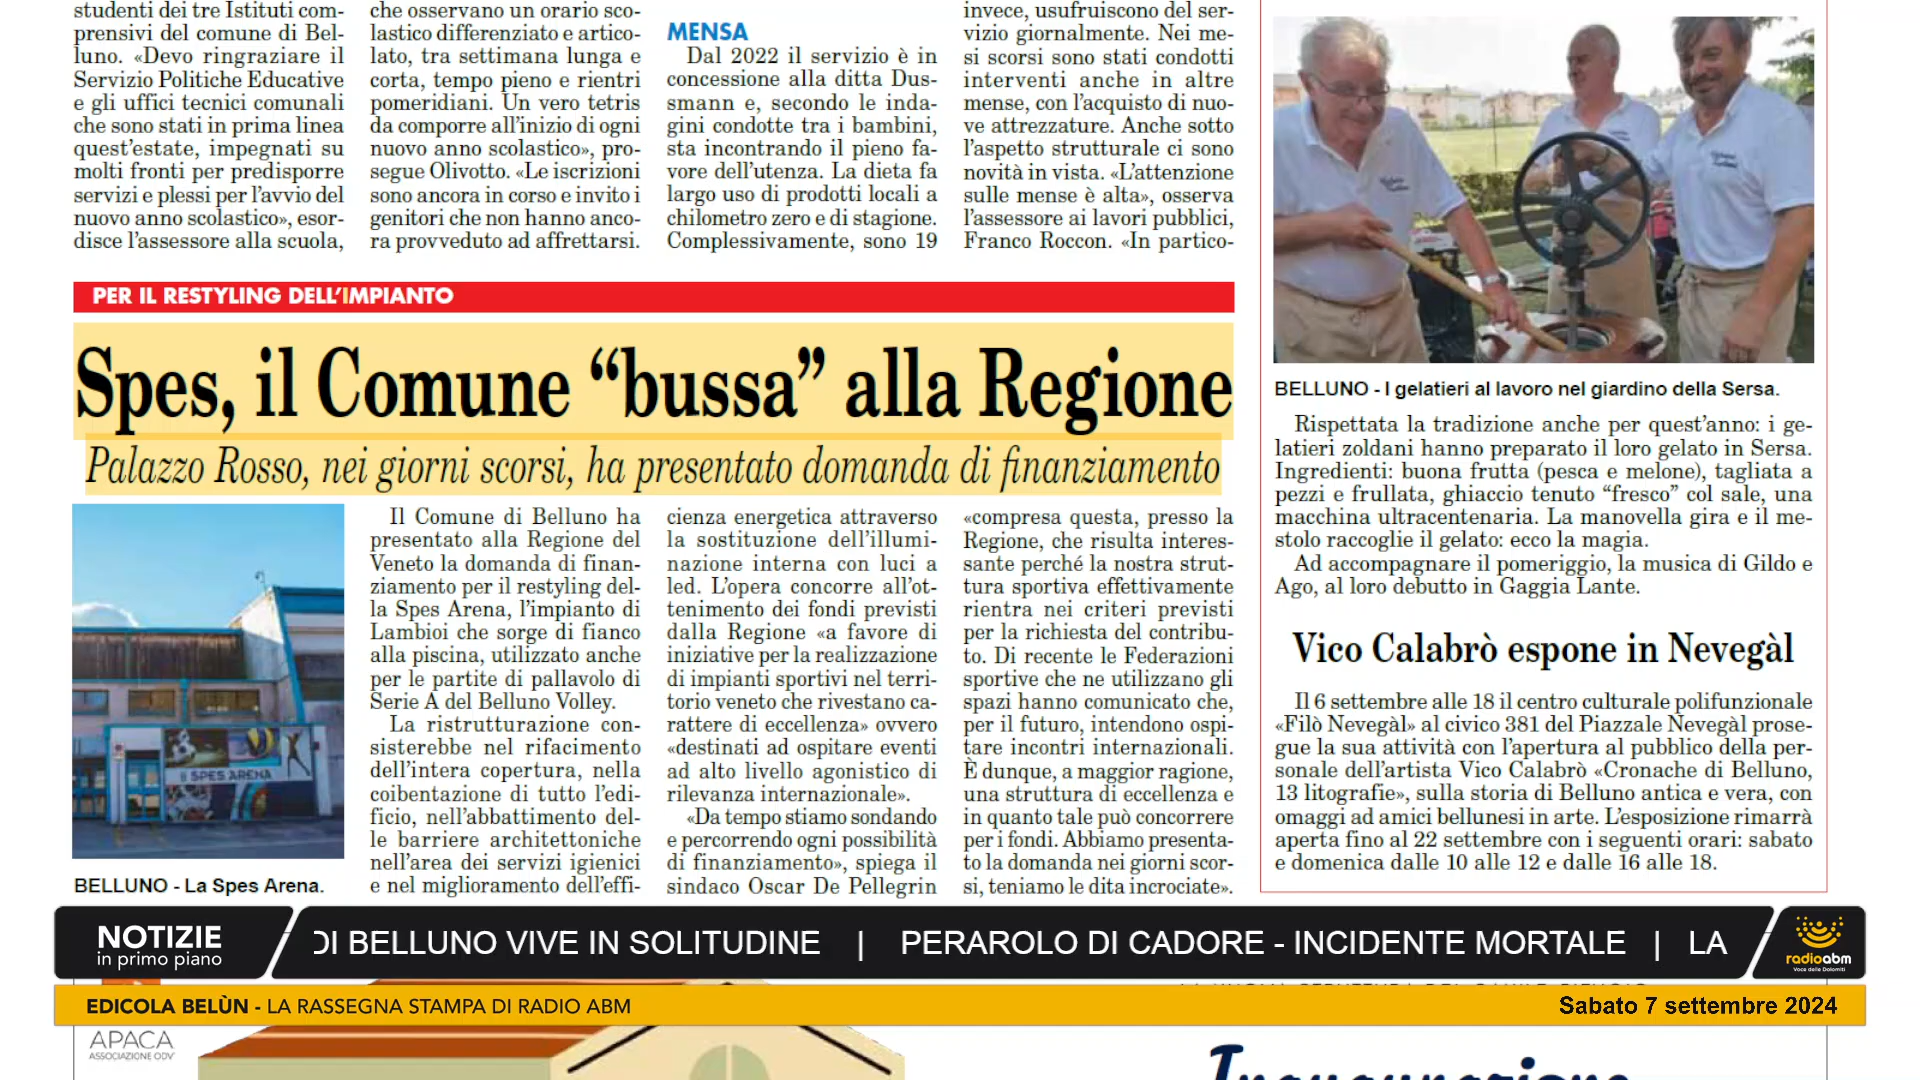 studenti dei tre Istituti com-
prensivi del comune di Bel-
luno. «Devo ringraziare il
Servizio Politiche Educative
e gli uffici tecnici comunali
che sono stati in prima linea
quest'estate, impegnati su
molti fronti per predisporre
servizi e plessi per l'avvio del
nuovo anno scolastico», esor-
disce l'assessore alla scuola,
che osservano un orario sco-
lastico differenziato e artico-
lato, tra settimana lunga e
corta, tempo pieno e rientri
pomeridiani. Un vero tetris
da comporre all'inizio di ogni
nuovo anno scolastico», pro-
segue Olivotto. «Le iscrizioni
sono ancora in corso e invito i
genitori che non hanno anco-
ra provveduto ad affrettarsi.
MENSA
Dal 2022 il servizio è in
concessione alla ditta Dus-
smann e, secondo le inda-
gini condotte tra i bambini,
sta incontrando il pieno fa-
vore dell'utenza. La dieta fa
largo uso di prodotti locali a
chilometro zero e di stagione.
Complessivamente, sono 19
invece, usufruiscono del ser-
vizio giornalmente. Nei me-
si scorsi sono stati condotti
interventi anche in altre
mense, con l'acquisto di nuo-
ve attrezzature. Anche sotto
l'aspetto strutturale ci sono
novità in vista. «L'attenzione
sulle mense è alta», osserva
l'assessore ai lavori pubblici,
Franco Roccon. «In partico-
PER IL RESTYLING DELL'IMPIANTO
Spes, il Comune “bussa” alla Regione
Palazzo Rosso, nei giorni scorsi, ha presentato domanda di finanziamento
SPES ARENA
BELLUNO - La Spes Arena.
Il Comune di Belluno ha
presentato alla Regione del
Veneto la domanda di finan-
ziamento per il restyling del-
la Spes Arena, l'impianto di
Lambioi che sorge di fianco
alla piscina, utilizzato anche
per le partite di pallavolo di
Serie A del Belluno Volley.
La ristrutturazione con-
sisterebbe nel rifacimento
dell'intera copertura, nella
coibentazione di tutto l'edi-
ficio, nell'abbattimento del-
le barriere architettoniche
nell'area dei servizi igienici
e nel miglioramento dell'effi-
cienza energetica attraverso
la sostituzione dell'illumi-
nazione interna con luci a
led. L'opera concorre all'ot-
tenimento dei fondi previsti
dalla Regione «a favore di
iniziative per la realizzazione
di impianti sportivi nel terri-
torio veneto che rivestano ca-
rattere di eccellenza» ovvero
«destinati ad ospitare eventi
ad alto livello agonistico di
rilevanza internazionale».
«Da tempo stiamo sondando
e percorrendo ogni possibilità
di finanziamento», spiega il
sindaco Oscar De Pellegrin
«compresa questa, presso la
Regione, che risulta interes-
sante perché la nostra strut-
tura sportiva effettivamente
rientra nei criteri previsti
per la richiesta del contribu-
to. Di recente le Federazioni
sportive che ne utilizzano gli
spazi hanno comunicato che,
per il futuro, intendono ospi-
tare incontri internazionali.
È dunque, a maggior ragione,
una struttura di eccellenza e
in quanto tale può concorrere
per i fondi. Abbiamo presenta-
to la domanda nei giorni scor-
si, teniamo le dita incrociate».
BELLUNO - I gelatieri al lavoro nel giardino della Sersa.
Rispettata la tradizione anche per quest'anno: i ge-
latieri zoldani hanno preparato il loro gelato in Sersa.
Ingredienti: buona frutta (pesca e melone), tagliata a
pezzi e frullata, ghiaccio tenuto “fresco” col sale, una
macchina ultracentenaria. La manovella gira e il me-
stolo raccoglie il gelato: ecco la magia.
Ad accompagnare il pomeriggio, la musica di Gildo e
Ago, al loro debutto in Gaggia Lante.
Vico Calabrò espone in Nevegàl
Il 6 settembre alle 18 il centro culturale polifunzionale
«Filò Nevegàl» al civico 381 del Piazzale Nevegàl prose-
gue la sua attività con l'apertura al pubblico della per-
sonale dell'artista Vico Calabrò «Cronache di Belluno,
13 litografie», sulla storia di Belluno antica e vera, con
omaggi ad amici bellunesi in arte. L'esposizione rimarrà
aperta fino al 22 settembre con i seguenti orari: sabato
e domenica dalle 10 alle 12 e dalle 16 alle 18.
NOTIZIE
in primo piano
DI BELLUNO VIVE IN SOLITUDINE | PERAROLO DI CADORE - INCIDENTE MORTALE | LA
radioabm
Voce delle Dolomiti
EDICOLA BELÙN - LA RASSEGNA STAMPA DI RADIO ABM
Sabato 7 settembre 2024
APACA
ASSOCIAZIONE ODV
Inaugurazione